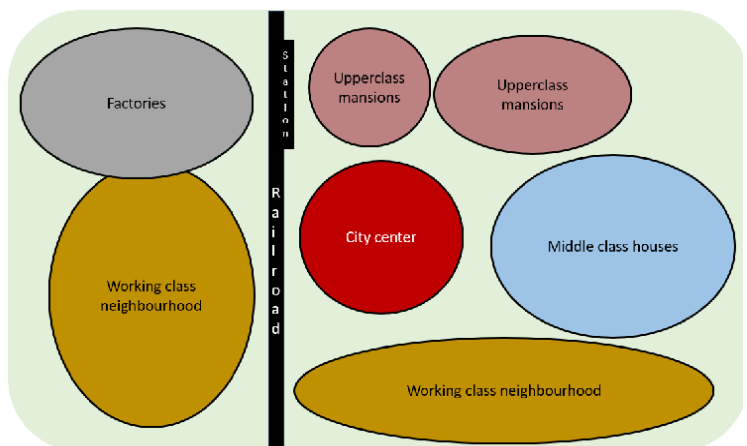 Factories
Station
Upperclass
mansions
Upperclass
mansions
Railroad
City center
Middle class houses
Working class
neighbourhood
Working class neighbourhood